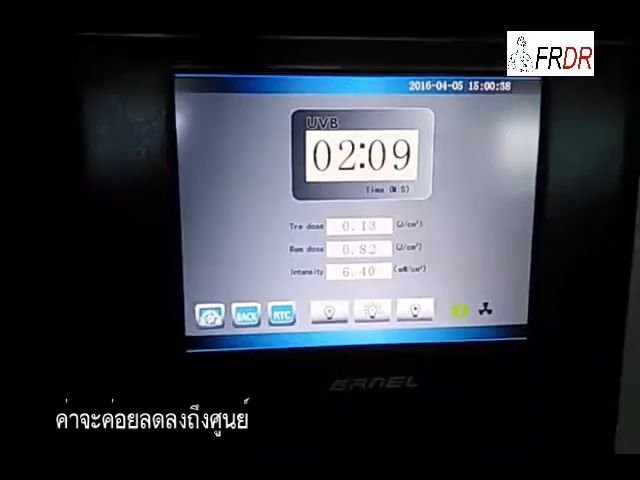 FRDR
2016-04-05 15:00:38
UVB
02:09
Time (M:S)
Tre dose 0.13 (J/cm²)
Rem dose 0.82 (J/cm²)
Intensity 6.40 (mW/cm²)
BACK RTC
ERNEL
ค่าจะค่อยลดลงถึงศูนย์